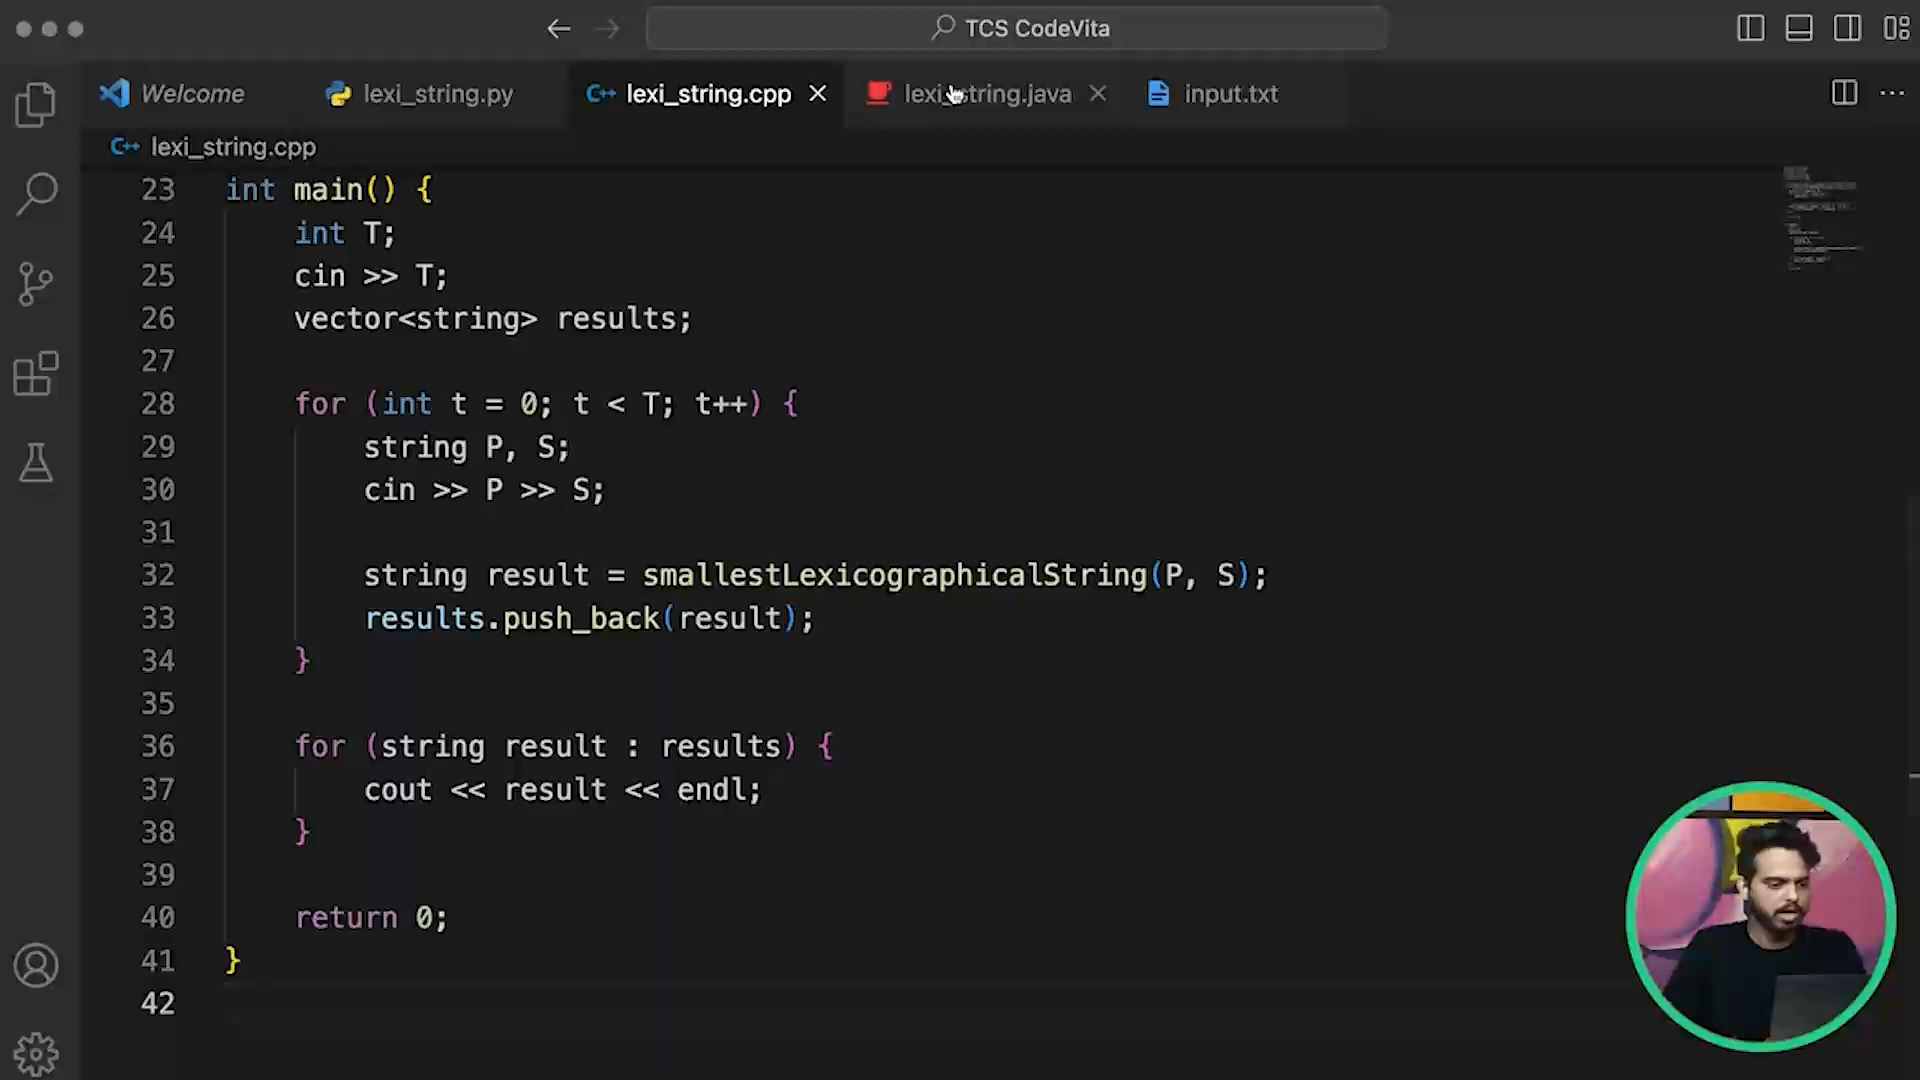 TCS CodeVita
Welcome
lexi_string.py
C++ lexi_string.cpp
lexi_string.java
input.txt
C++ lexi_string.cpp
23 int main() {
24 int T;
25 cin >> T;
26 vector<string> results;
27
28 for (int t = 0; t < T; t++) {
29 string P, S;
30 cin >> P >> S;
31
32 string result = smallestLexicographicalString(P, S);
33 results.push_back(result);
34 }
35
36 for (string result : results) {
37 cout << result << endl;
38 }
39
40 return 0;
41 }
42